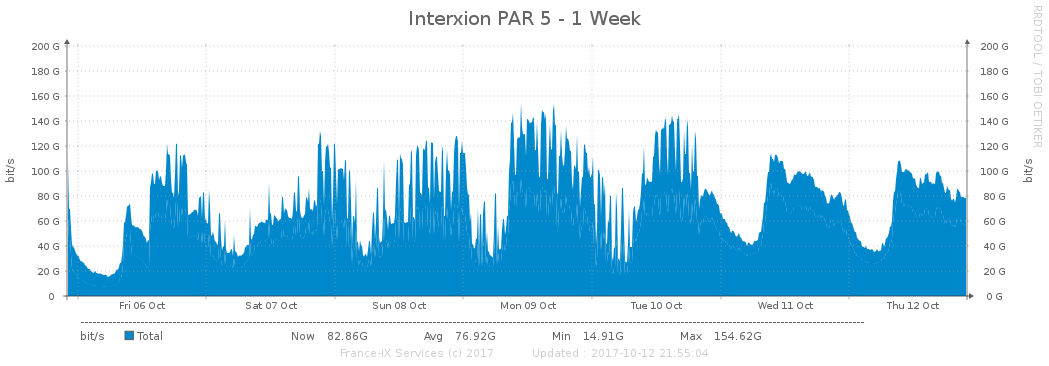 Interxion PAR 5 - 1 Week
RRDTOOL / TOBI OETIKER
bit/s
200 G 200 G
180 G 180 G
160 G 160 G
140 G 140 G
120 G 120 G
100 G 100 G
80 G 80 G
60 G 60 G
40 G 40 G
20 G 20 G
0 0 G
bit/s
Fri 06 Oct Sat 07 Oct Sun 08 Oct Mon 09 Oct Tue 10 Oct Wed 11 Oct Thu 12 Oct
bit/s Total Now 82.86G Avg 76.92G Min 14.91G Max 154.62G
France-IX Services (c) 2017 Updated : 2017-10-12 21:55:04